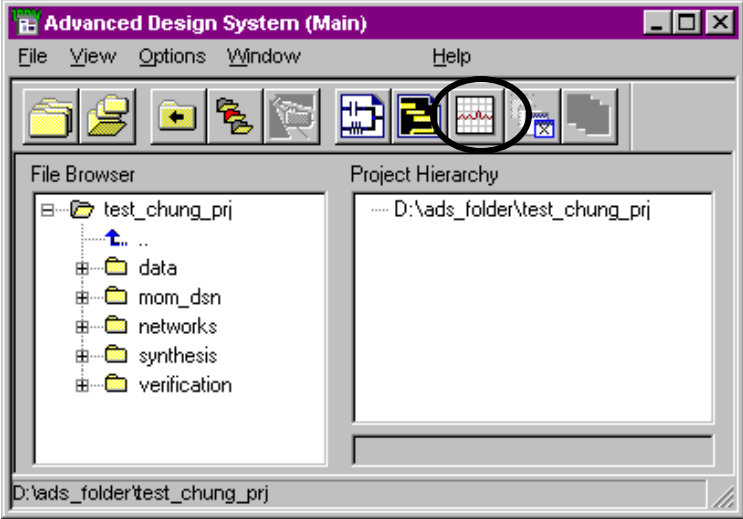 Advanced Design System (Main)
File View Options Window Help
File Browser
Project Hierarchy
test_chung_prj
..
data
mom_dsn
networks
synthesis
verification
D:\ads_folder\test_chung_prj
D:\ads_folder\test_chung_prj